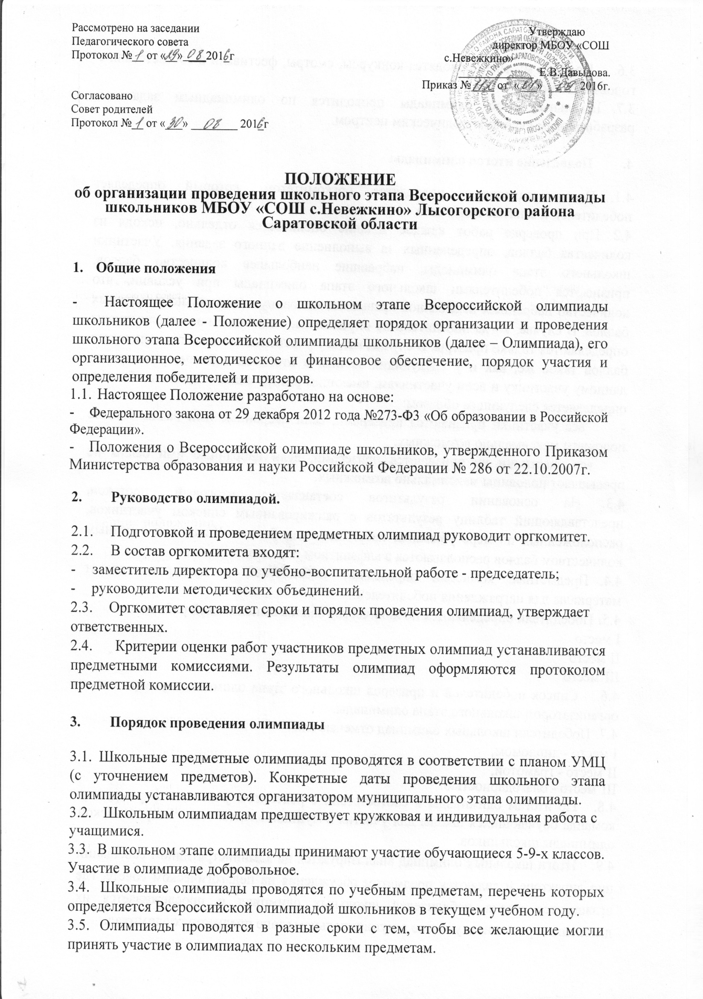 Рассмотрено на заседании
Педагогического совета
Протокол № 1 от «29» 08 2016г
Согласовано
Совет родителей
Протокол № 1 от «30» 08 2016г
Утверждаю
директор МБОУ «СОШ
с.Невежкино»
Е.В.Давыдова.
Приказ № 112 от «01» 09 2016г.
ПОЛОЖЕНИЕ
об организации проведения школьного этапа Всероссийской олимпиады
школьников МБОУ «СОШ с.Невежкино» Лысогорского района
Саратовской области
1. Общие положения
- Настоящее Положение о школьном этапе Всероссийской олимпиады
школьников (далее - Положение) определяет порядок организации и проведения
школьного этапа Всероссийской олимпиады школьников (далее – Олимпиада), его
организационное, методическое и финансовое обеспечение, порядок участия и
определения победителей и призеров.
1.1. Настоящее Положение разработано на основе:
- Федерального закона от 29 декабря 2012 года №273-ФЗ «Об образовании в Российской
Федерации».
- Положения о Всероссийской олимпиаде школьников, утвержденного Приказом
Министерства образования и науки Российской Федерации № 286 от 22.10.2007г.
2. Руководство олимпиадой.
2.1. Подготовкой и проведением предметных олимпиад руководит оргкомитет.
2.2. В состав оргкомитета входят:
- заместитель директора по учебно-воспитательной работе - председатель;
- руководители методических объединений.
2.3. Оргкомитет составляет сроки и порядок проведения олимпиад, утверждает
ответственных.
2.4. Критерии оценки работ участников предметных олимпиад устанавливаются
предметными комиссиями. Результаты олимпиад оформляются протоколом
предметной комиссии.
3. Порядок проведения олимпиады
3.1. Школьные предметные олимпиады проводятся в соответствии с планом УМЦ
(с уточнением предметов). Конкретные даты проведения школьного этапа
олимпиады устанавливаются организатором муниципального этапа олимпиады.
3.2. Школьным олимпиадам предшествует кружковая и индивидуальная работа с
учащимися.
3.3. В школьном этапе олимпиады принимают участие обучающиеся 5-9-х классов.
Участие в олимпиаде добровольное.
3.4. Школьные олимпиады проводятся по учебным предметам, перечень которых
определяется Всероссийской олимпиадой школьников в текущем учебном году.
3.5. Олимпиады проводятся в разные сроки с тем, чтобы все желающие могли
принять участие в олимпиадах по нескольким предметам.